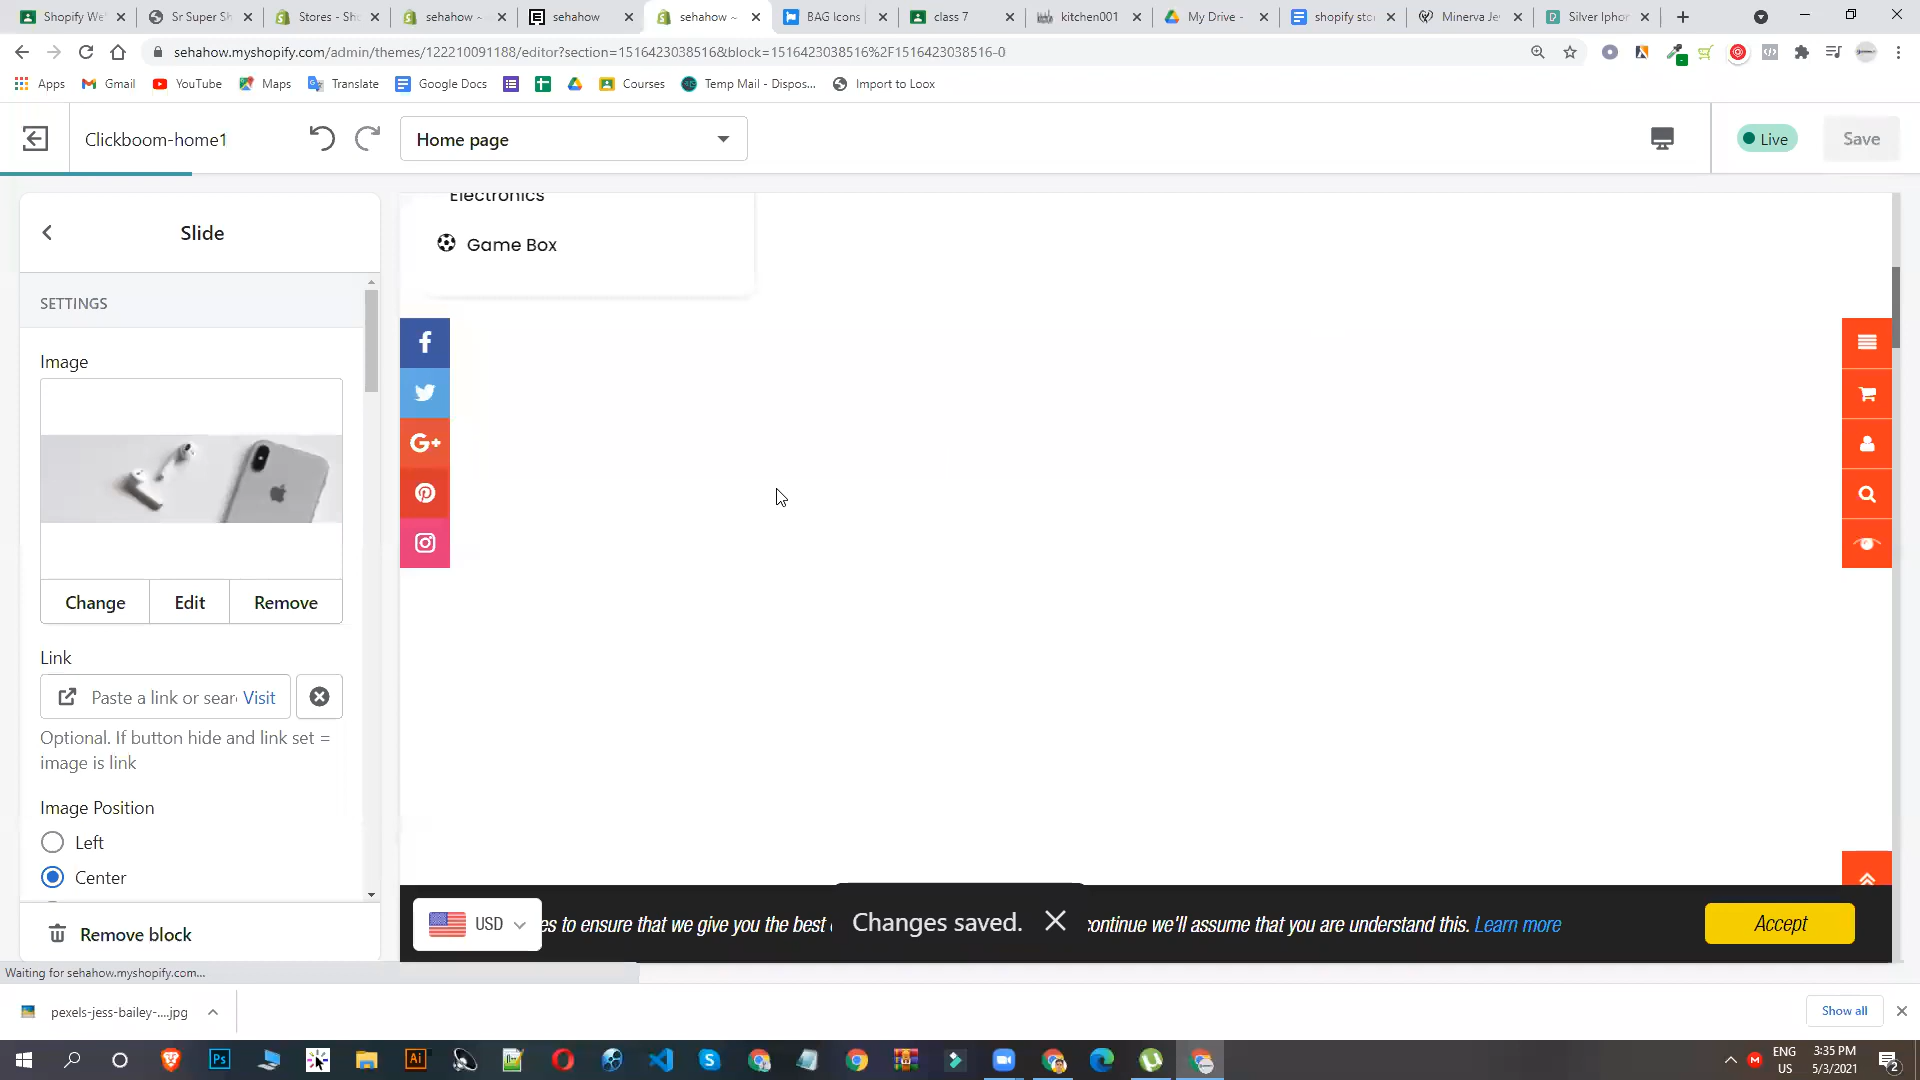 Shopify We
Sr Super Sh
Stores - Sho
sehahow ~
sehahow
sehahow ~
BAG Icons
class 7
kitchen001
My Drive -
shopify sto
Minerva Je
Silver Iphor
sehahow.myshopify.com/admin/themes/122210091188/editor?section=1516423038516&block=1516423038516%2F1516423038516-0
Apps
Gmail
YouTube
Maps
Translate
Google Docs
Courses
Temp Mail - Dispos...
Import to Loox
Clickboom-home1
Home page
Live
Save
Slide
SETTINGS
Image
Change
Edit
Remove
Link
Paste a link or sear
Visit
Optional. If button hide and link set =
image is link
Image Position
Left
Center
Remove block
Electronics
Game Box
USD
es to ensure that we give you the best
Changes saved.
continue we'll assume that you are understand this. Learn more
Accept
Waiting for sehahow.myshopify.com...
pexels-jess-bailey-....jpg
Show all
ENG
US
3:35 PM
5/3/2021
2